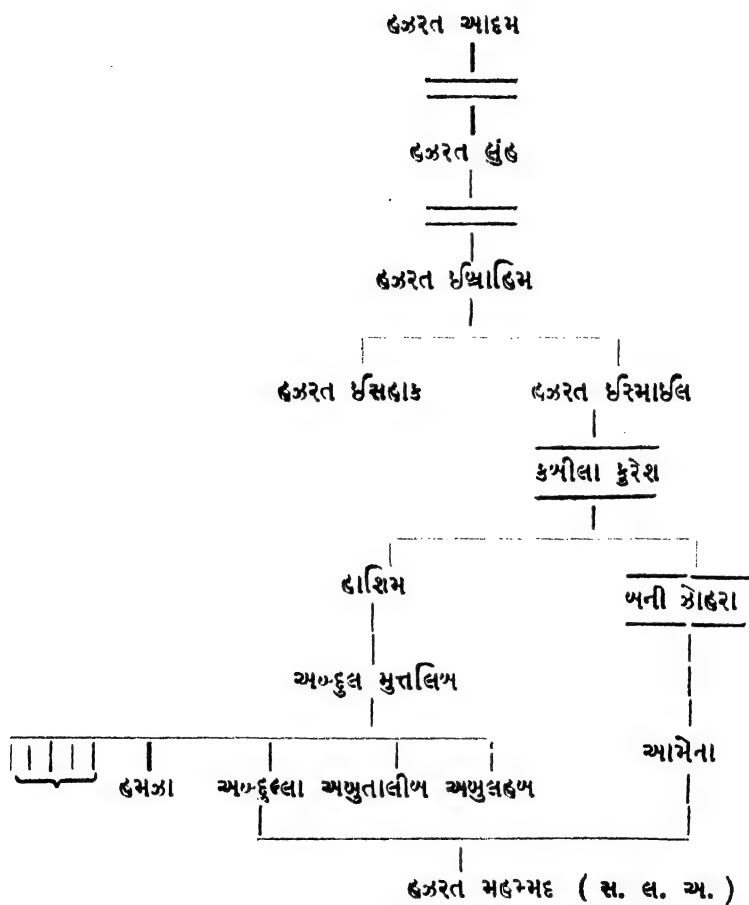 હઝરત આદમ
હઝરત લુંહ
હઝરત ઈબ્રાહિમ
હઝરત ઈસહાક હઝરત ઈસ્માઈલ
કબીલા કુરેશ
હાશિમ બની ઝોહરા
અબ્દુલ મુત્તલિબ
આમેના
હમઝા અબ્દુલ્લા અબુતાલીબ અબુલહબ
હઝરત મહમ્મદ ( સ. લ. અ. )